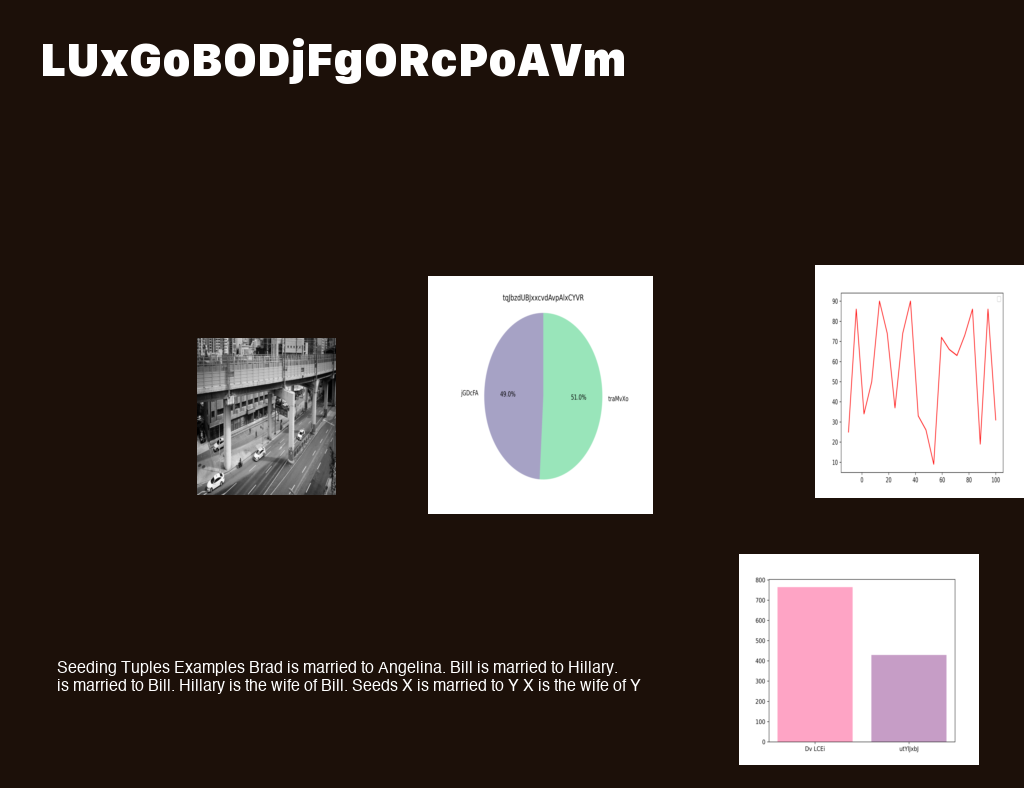 LUxGoBODjFgORcPoAVm
90
80
70
60
50
40
30
20
10
0 20 40 60 80 100
jGDcFA
49.0%
51.0%
traMvXo
800
700
600
500
400
300
200
100
0
Dv LCEi
Seeding Tuples Examples Brad is married to Angelina. Bill is married to Hillary.
is married to Bill. Hillary is the wife of Bill. Seeds X is married to Y X is the wife of Y